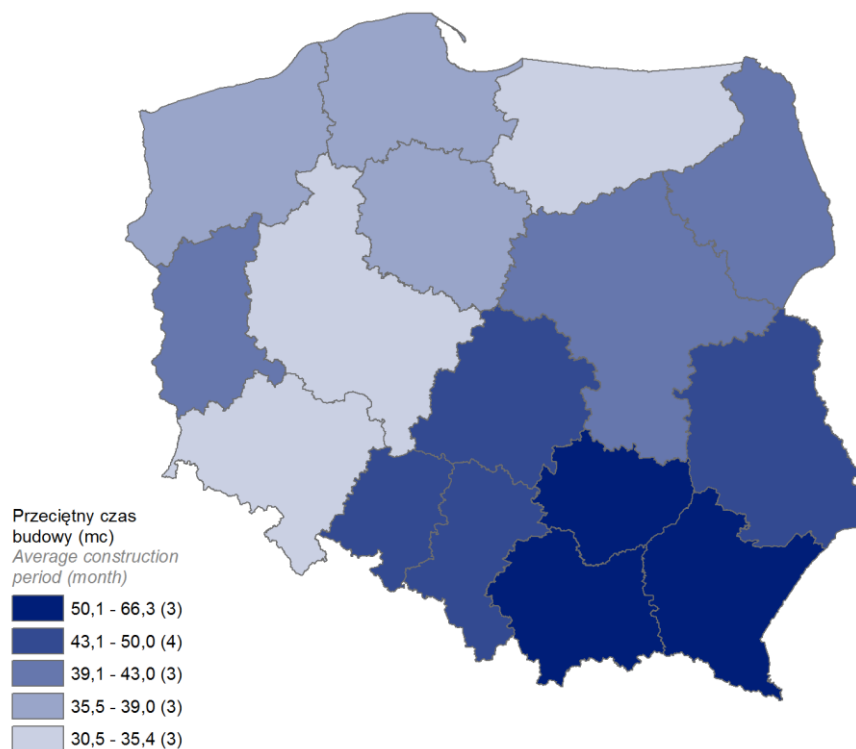 Przeciętny czas
budowy (mc)
Average construction
period (month)
50,1 - 66,3 (3)
43,1 - 50,0 (4)
39,1 - 43,0 (3)
35,5 - 39,0 (3)
30,5 - 35,4 (3)